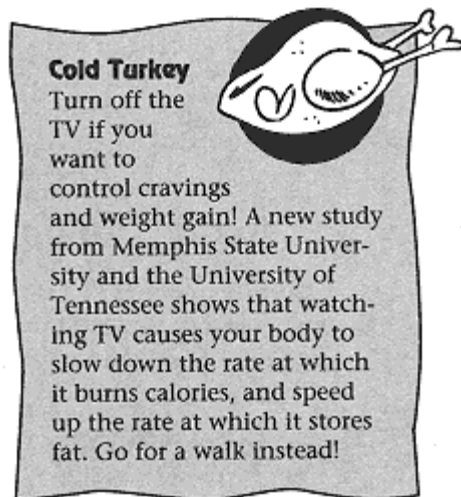 Cold Turkey
Turn off the
TV if you
want to
control cravings
and weight gain! A new study
from Memphis State Univer-
sity and the University of
Tennessee shows that watch-
ing TV causes your body to
slow down the rate at which
it burns calories, and speed
up the rate at which it stores
fat. Go for a walk instead!